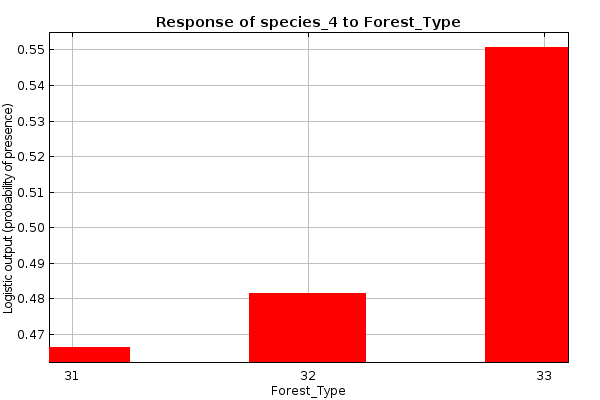 Response of species_4 to Forest_Type
Logistic output (probability of presence)
0.55
0.54
0.53
0.52
0.51
0.50
0.49
0.48
0.47
31 32 33
Forest_Type